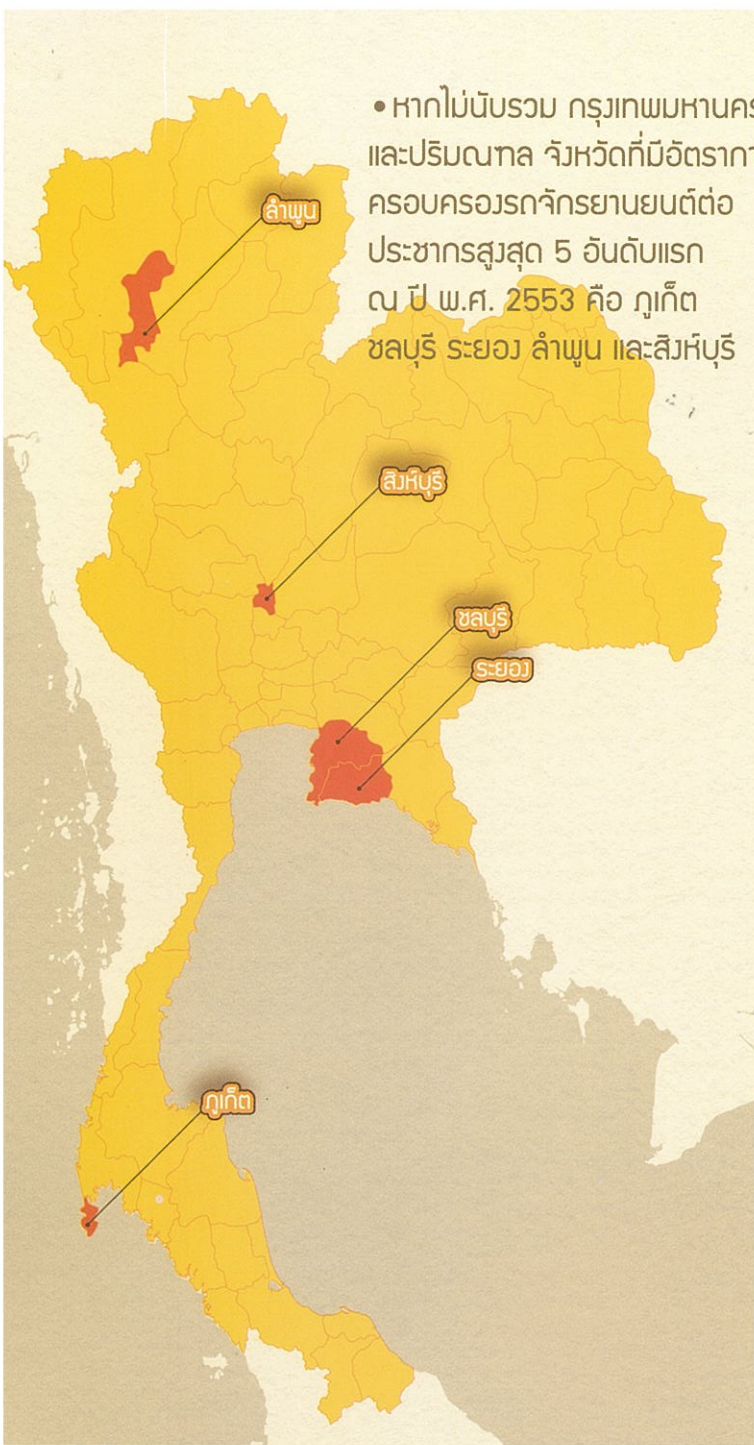 • หากไม่นับรวม กรุงเทพมหานคร
และปริมณฑล จังหวัดที่มีอัตรากา
ครอบครองรถจักรยานยนต์ต่อ
ประชากรสูงสุด 5 อันดับแรก
ณ ปี พ.ศ. 2553 คือ ภูเก็ต
ชลบุรี ระยอง ลำพูน และสิงห์บุรี
ลำพูน
สิงห์บุรี
ชลบุรี
ระยอง
ภูเก็ต